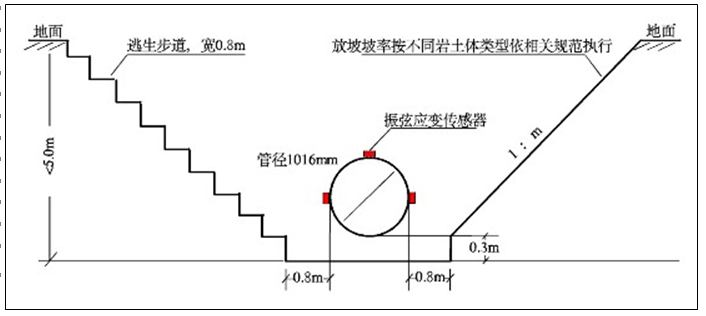 地面
逃生步道，宽0.8m
放坡坡率按不同岩土体类型依相关规范执行
地面
振弦应变传感器
管径1016mm
<5.0m
1：m
0.3m
0.8m
0.8m